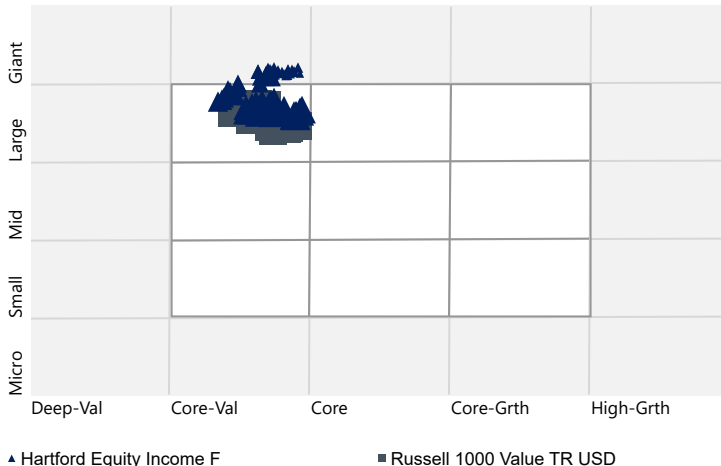 Giant
Large
Mid
Small
Micro
Deep-Val Core-Val Core Core-Grth High-Grth
Hartford Equity Income F Russell 1000 Value TR USD